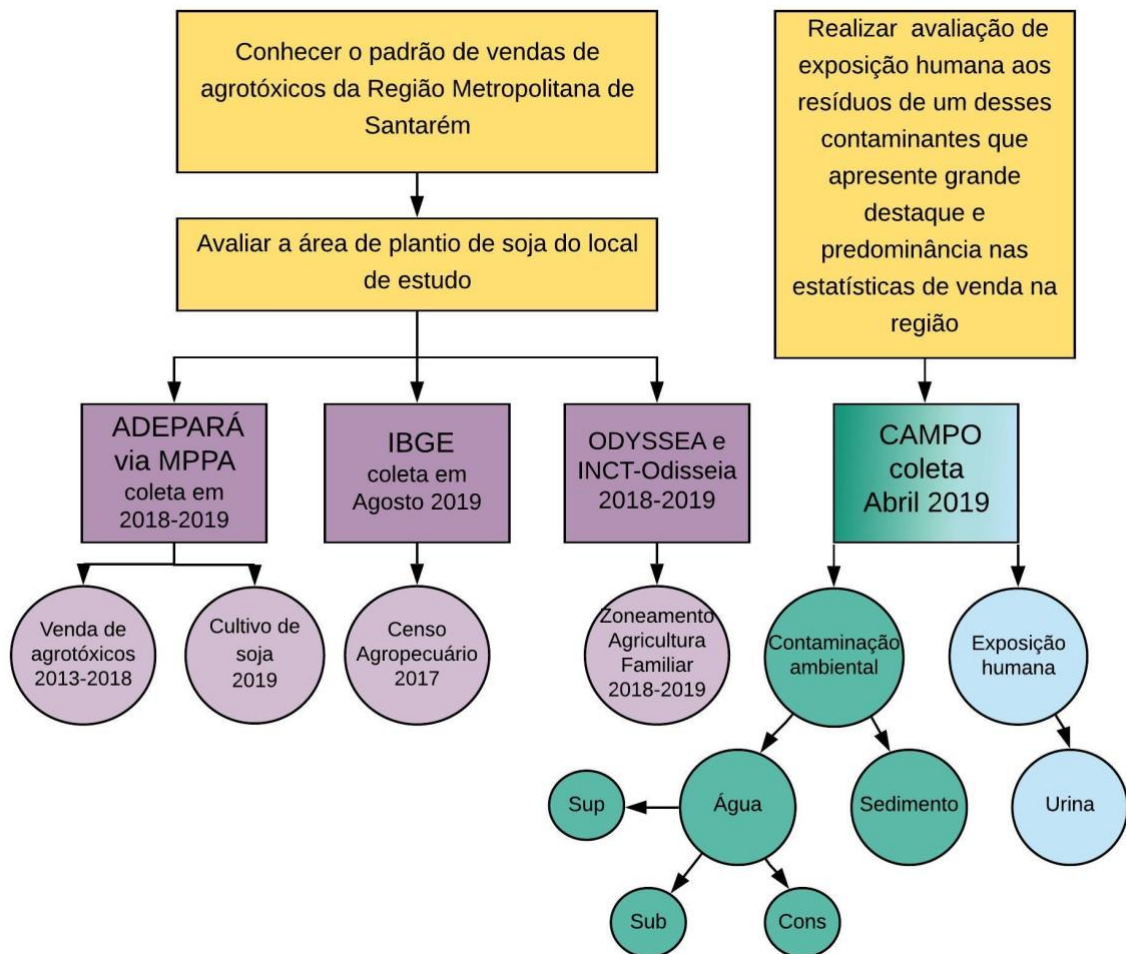 Conhecer o padrão de vendas de
agrotóxicos da Região Metropolitana de
Santarém
Avaliar a área de plantio de soja do local
de estudo
Realizar avaliação de
exposição humana aos
resíduos de um desses
contaminantes que
apresente grande
destaque e
predominância nas
estatísticas de venda na
região
ADEPARÁ
via MPPA
coleta em
2018-2019
IBGE
coleta em
Agosto 2019
ODYSSEA e
INCT-Odisseia
2018-2019
CAMPO
coleta
Abril 2019
Venda de
agrotóxicos
2013-2018
Cultivo de
soja
2019
Censo
Agropecuário
2017
Zoneamento
Agricultura
Familiar
2018-2019
Contaminação
ambiental
Exposição
humana
Sup
Água
Sedimento
Urina
Sub
Cons